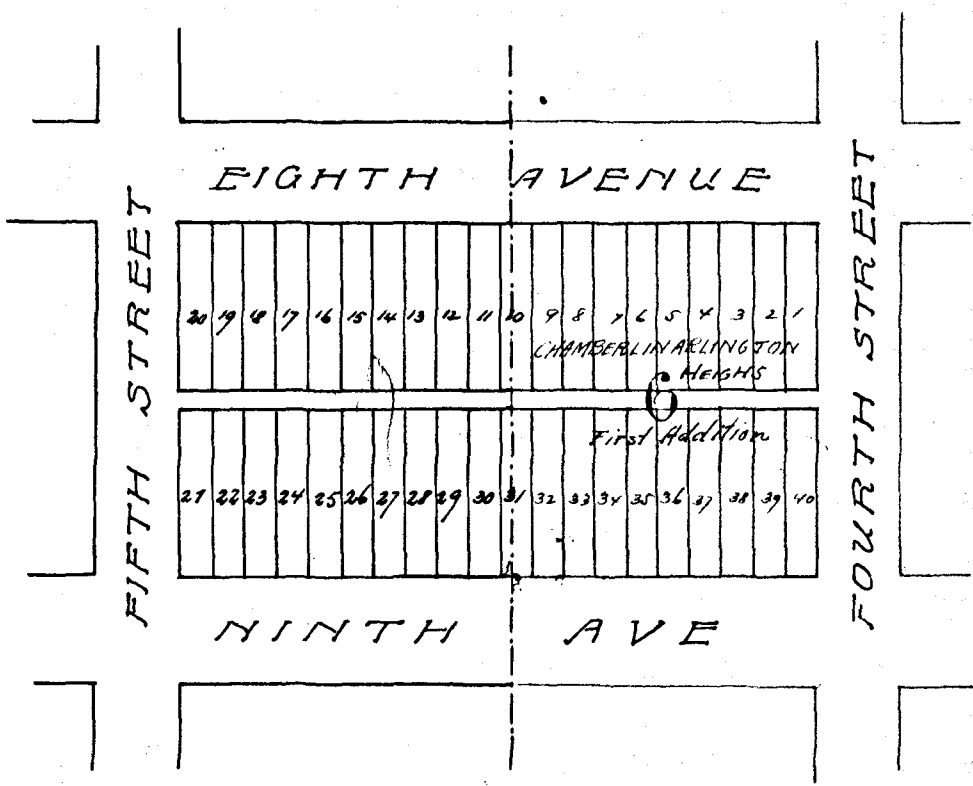 EIGHTH AVENUE
FIFTH STREET
FOURTH STREET
20 19 18 17 16 15 14 13 12 11 10 9 8 7 6 5 4 3 2 1
CHAMBERLIN ARLINGTON
HEIGHS
6
First Addition
21 22 23 24 25 26 27 28 29 30 31 32 33 34 35 36 37 38 39 40
NINTH AVE